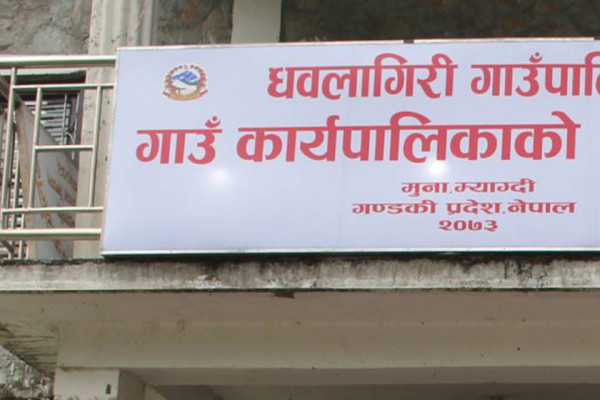 धवलागिरी गाउँपालि
गाउँ कार्यपालिकाको
मुना, म्याग्दी
गण्डकी प्रदेश, नेपाल
२०७३